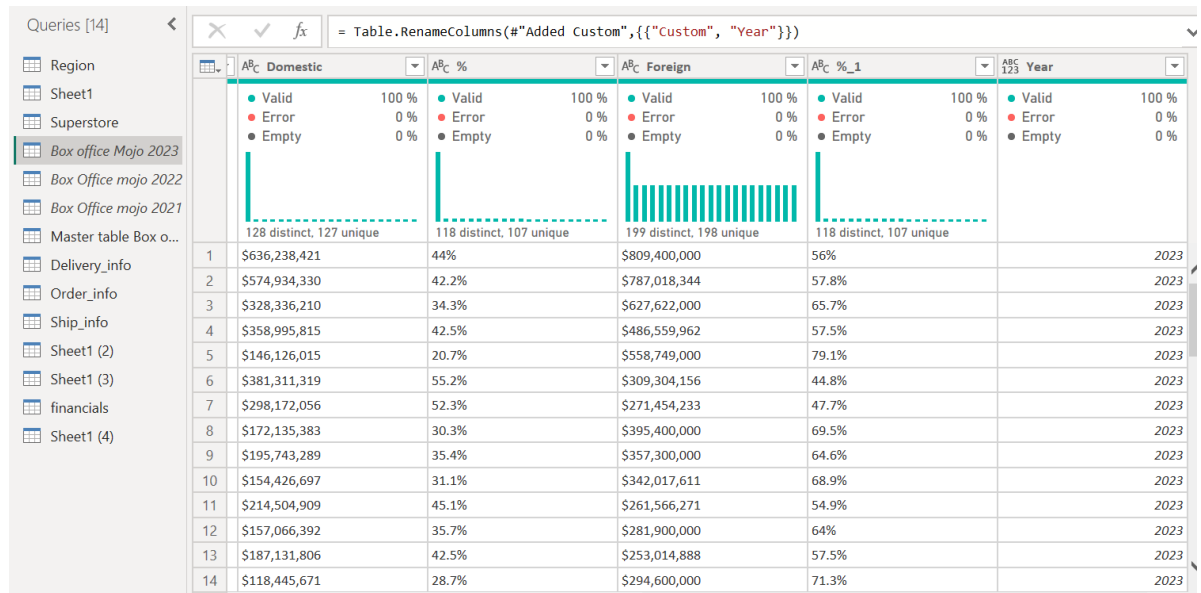 Queries [14]
fx = Table.RenameColumns(#"Added Custom",{{"Custom", "Year"}})
Region
Sheet1
Superstore
Box office Mojo 2023
Box Office mojo 2022
Box Office mojo 2021
Master table Box o...
Delivery_info
Order_info
Ship_info
Sheet1 (2)
Sheet1 (3)
financials
Sheet1 (4)
ABC Domestic ABC % ABC Foreign ABC %_1 ABC 123 Year
Valid 100 % Valid 100 % Valid 100 % Valid 100 % Valid 100 %
Error 0 % Error 0 % Error 0 % Error 0 % Error 0 %
Empty 0 % Empty 0 % Empty 0 % Empty 0 % Empty 0 %
128 distinct, 127 unique 118 distinct, 107 unique 199 distinct, 198 unique 118 distinct, 107 unique
1 $636,238,421 44% $809,400,000 56% 2023
2 $574,934,330 42.2% $787,018,344 57.8% 2023
3 $328,336,210 34.3% $627,622,000 65.7% 2023
4 $358,995,815 42.5% $486,559,962 57.5% 2023
5 $146,126,015 20.7% $558,749,000 79.1% 2023
6 $381,311,319 55.2% $309,304,156 44.8% 2023
7 $298,172,056 52.3% $271,454,233 47.7% 2023
8 $172,135,383 30.3% $395,400,000 69.5% 2023
9 $195,743,289 35.4% $357,300,000 64.6% 2023
10 $154,426,697 31.1% $342,017,611 68.9% 2023
11 $214,504,909 45.1% $261,566,271 54.9% 2023
12 $157,066,392 35.7% $281,900,000 64% 2023
13 $187,131,806 42.5% $253,014,888 57.5% 2023
14 $118,445,671 28.7% $294,600,000 71.3% 2023